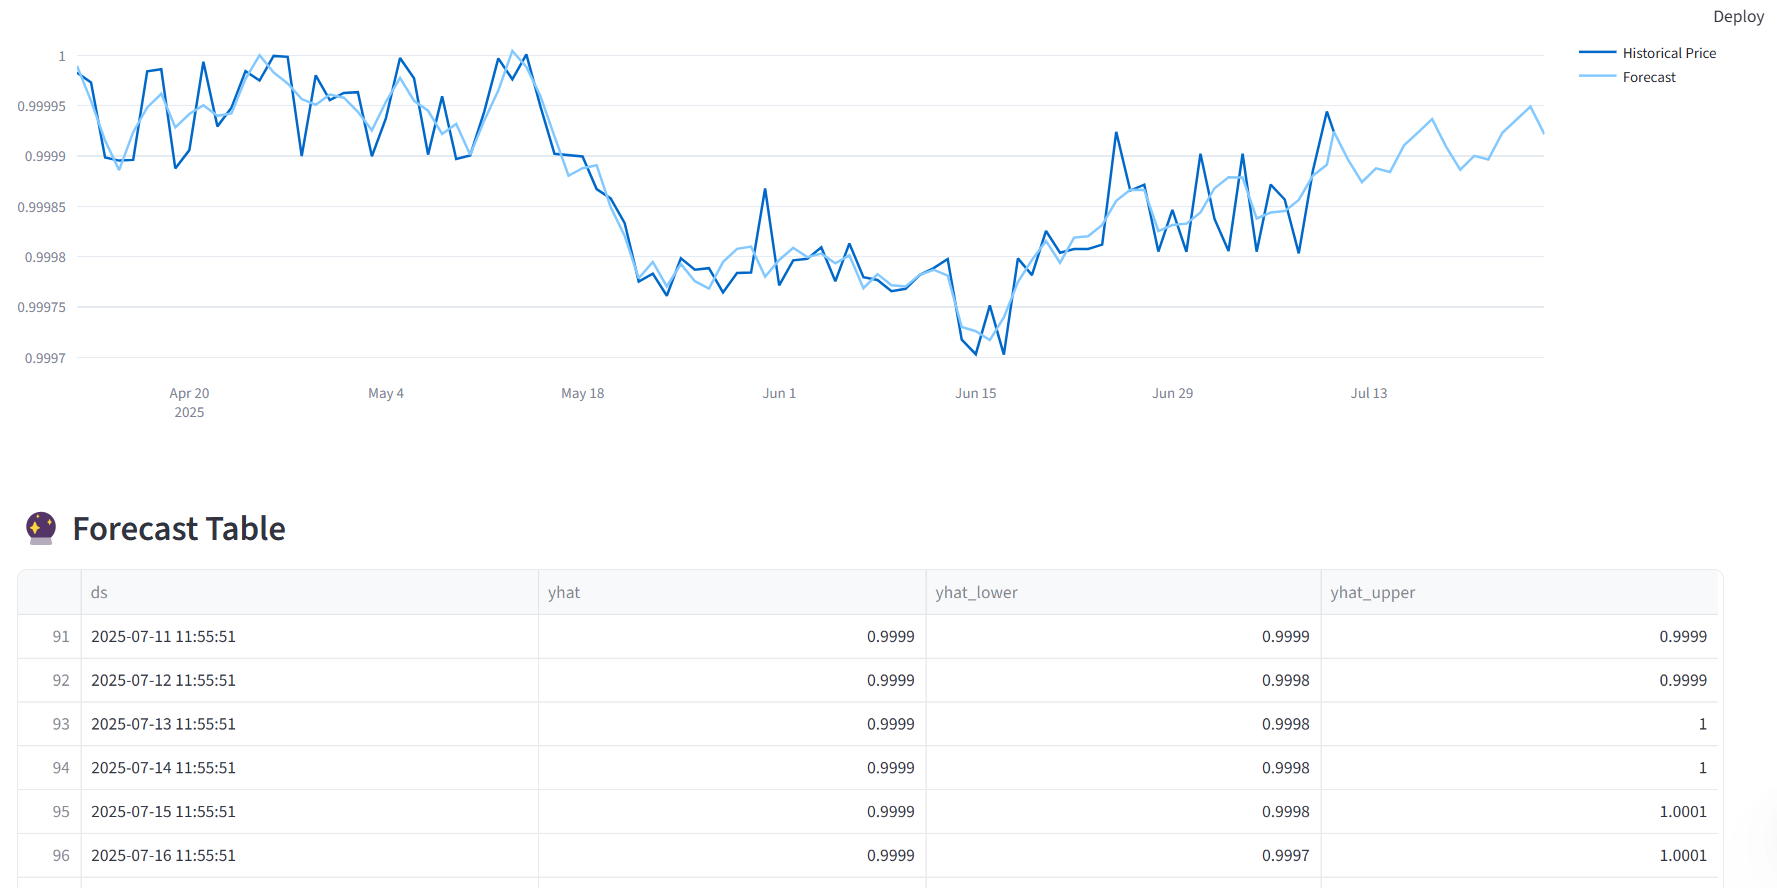 Deploy
Historical Price
Forecast
1
0.99995
0.9999
0.99985
0.9998
0.99975
0.9997
Apr 20 May 4 May 18 Jun 1 Jun 15 Jun 29 Jul 13
2025
Forecast Table
ds yhat yhat_lower yhat_upper
91 2025-07-11 11:55:51 0.9999 0.9999 0.9999
92 2025-07-12 11:55:51 0.9999 0.9998 0.9999
93 2025-07-13 11:55:51 0.9999 0.9998 1
94 2025-07-14 11:55:51 0.9999 0.9998 1
95 2025-07-15 11:55:51 0.9999 0.9998 1.0001
96 2025-07-16 11:55:51 0.9999 0.9997 1.0001